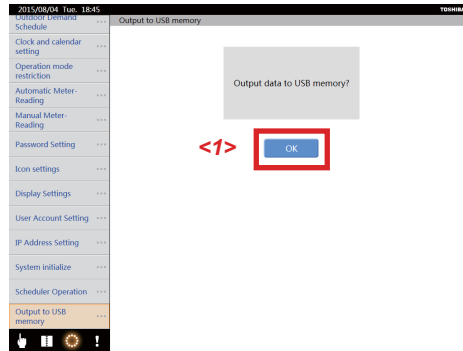 2015/08/04 Tue. 18:45
TOSHIBA
Outdoor Demand
Schedule
Output to USB memory
Clock and calendar
setting
Operation mode
restriction
Automatic Meter-
Reading
Manual Meter-
Reading
Password Setting
Icon settings
Display Settings
User Account Setting
IP Address Setting
System initialize
Scheduler Operation
Output to USB
memory
Output data to USB memory?
<1>
OK